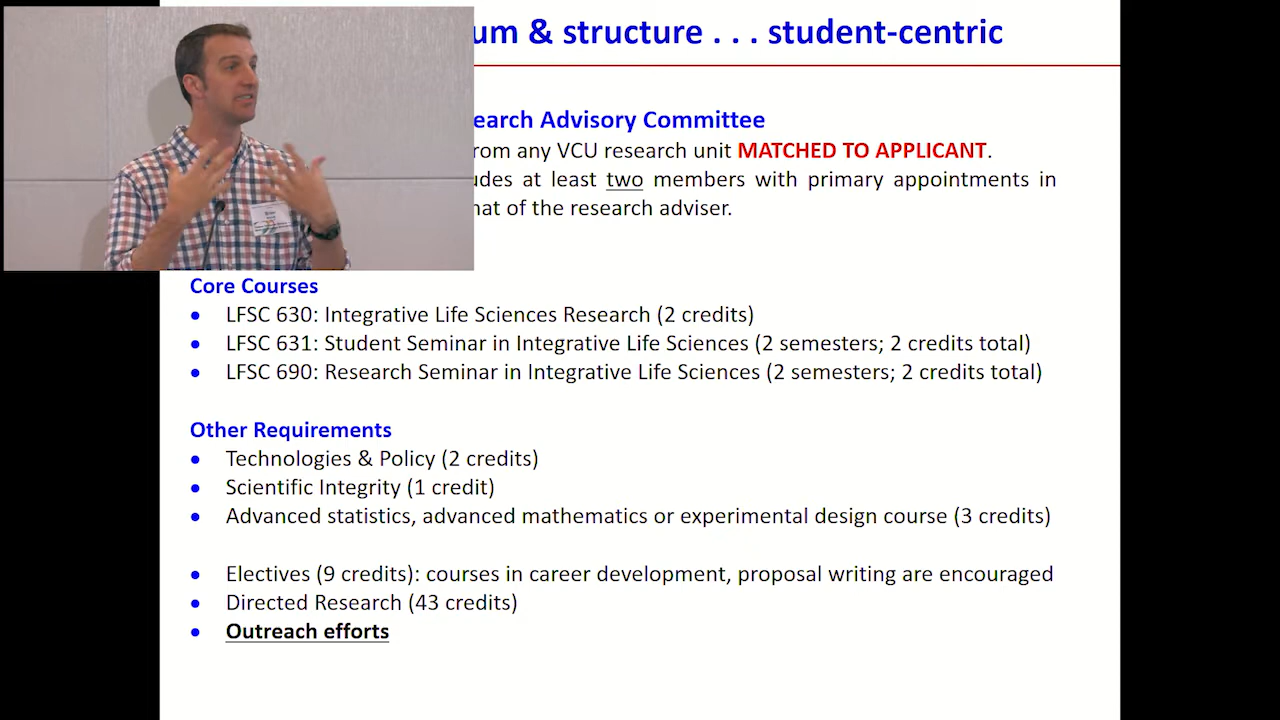 um & structure . . . student-centric
earch Advisory Committee
rom any VCU research unit MATCHED TO APPLICANT.
udes at least two members with primary appointments in
hat of the research adviser.
Core Courses
• LFSC 630: Integrative Life Sciences Research (2 credits)
• LFSC 631: Student Seminar in Integrative Life Sciences (2 semesters; 2 credits total)
• LFSC 690: Research Seminar in Integrative Life Sciences (2 semesters; 2 credits total)
Other Requirements
• Technologies & Policy (2 credits)
• Scientific Integrity (1 credit)
• Advanced statistics, advanced mathematics or experimental design course (3 credits)
• Electives (9 credits): courses in career development, proposal writing are encouraged
• Directed Research (43 credits)
• Outreach efforts